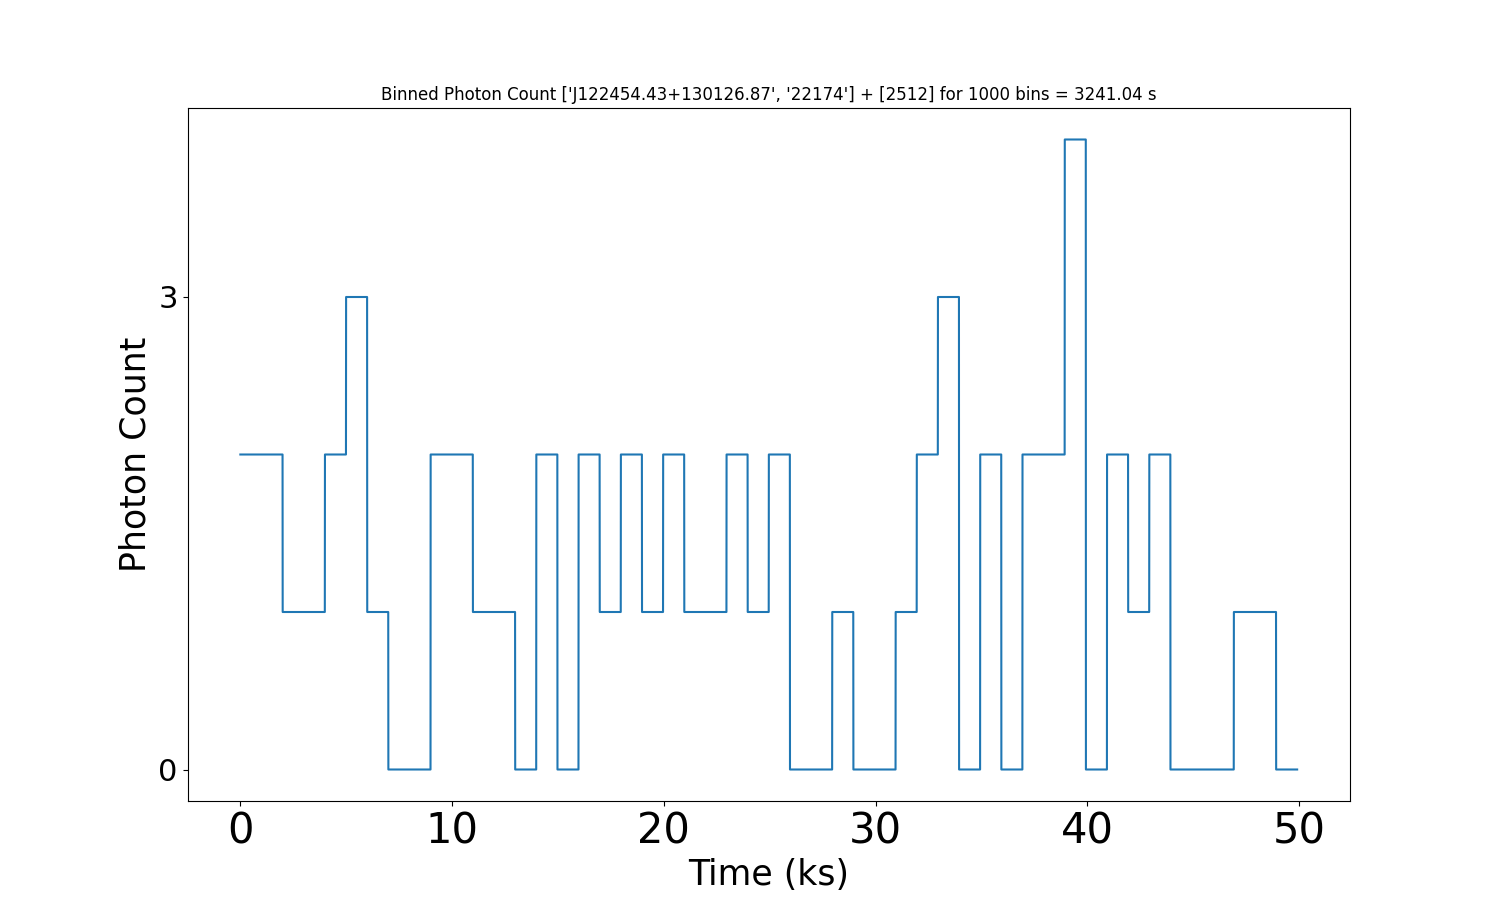 Binned Photon Count ['J122454.43+130126.87', '22174'] + [2512] for 1000 bins = 3241.04 s
3
Photon Count
0
0 10 20 30 40 50
Time (ks)